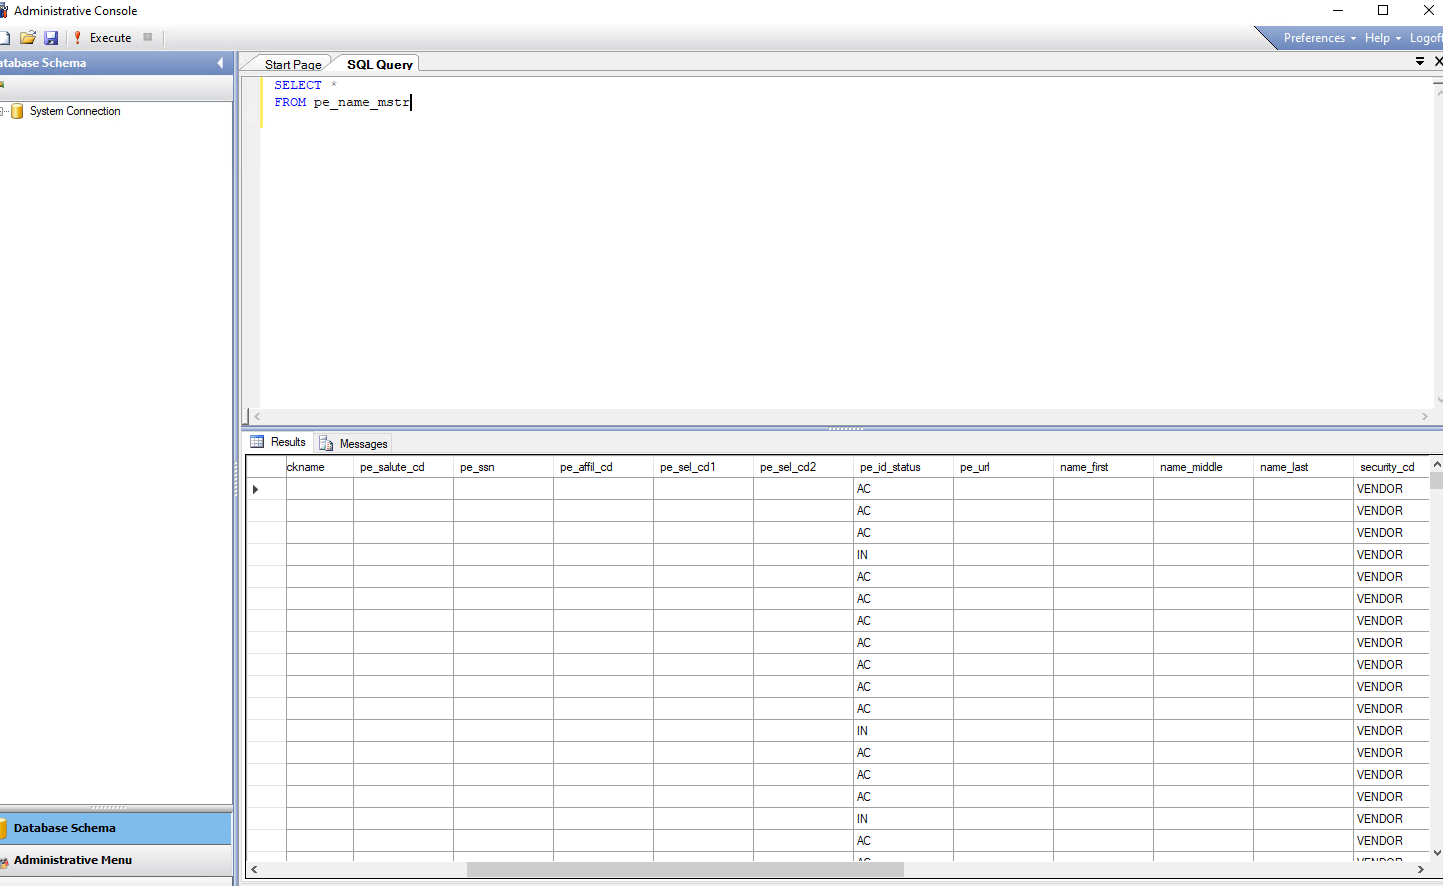 Administrative Console
Execute
Preferences Help Logoff
atabase Schema
Start Page SQL Query
System Connection
SELECT *
FROM pe_name_mstr
Results Messages
ckname pe_salute_cd pe_ssn pe_affil_cd pe_sel_cd1 pe_sel_cd2 pe_id_status pe_url name_first name_middle name_last security_cd
AC VENDOR
AC VENDOR
AC VENDOR
IN VENDOR
AC VENDOR
AC VENDOR
AC VENDOR
AC VENDOR
AC VENDOR
AC VENDOR
AC VENDOR
IN VENDOR
AC VENDOR
AC VENDOR
AC VENDOR
IN VENDOR
AC VENDOR
AC VENDOR
Database Schema
Administrative Menu